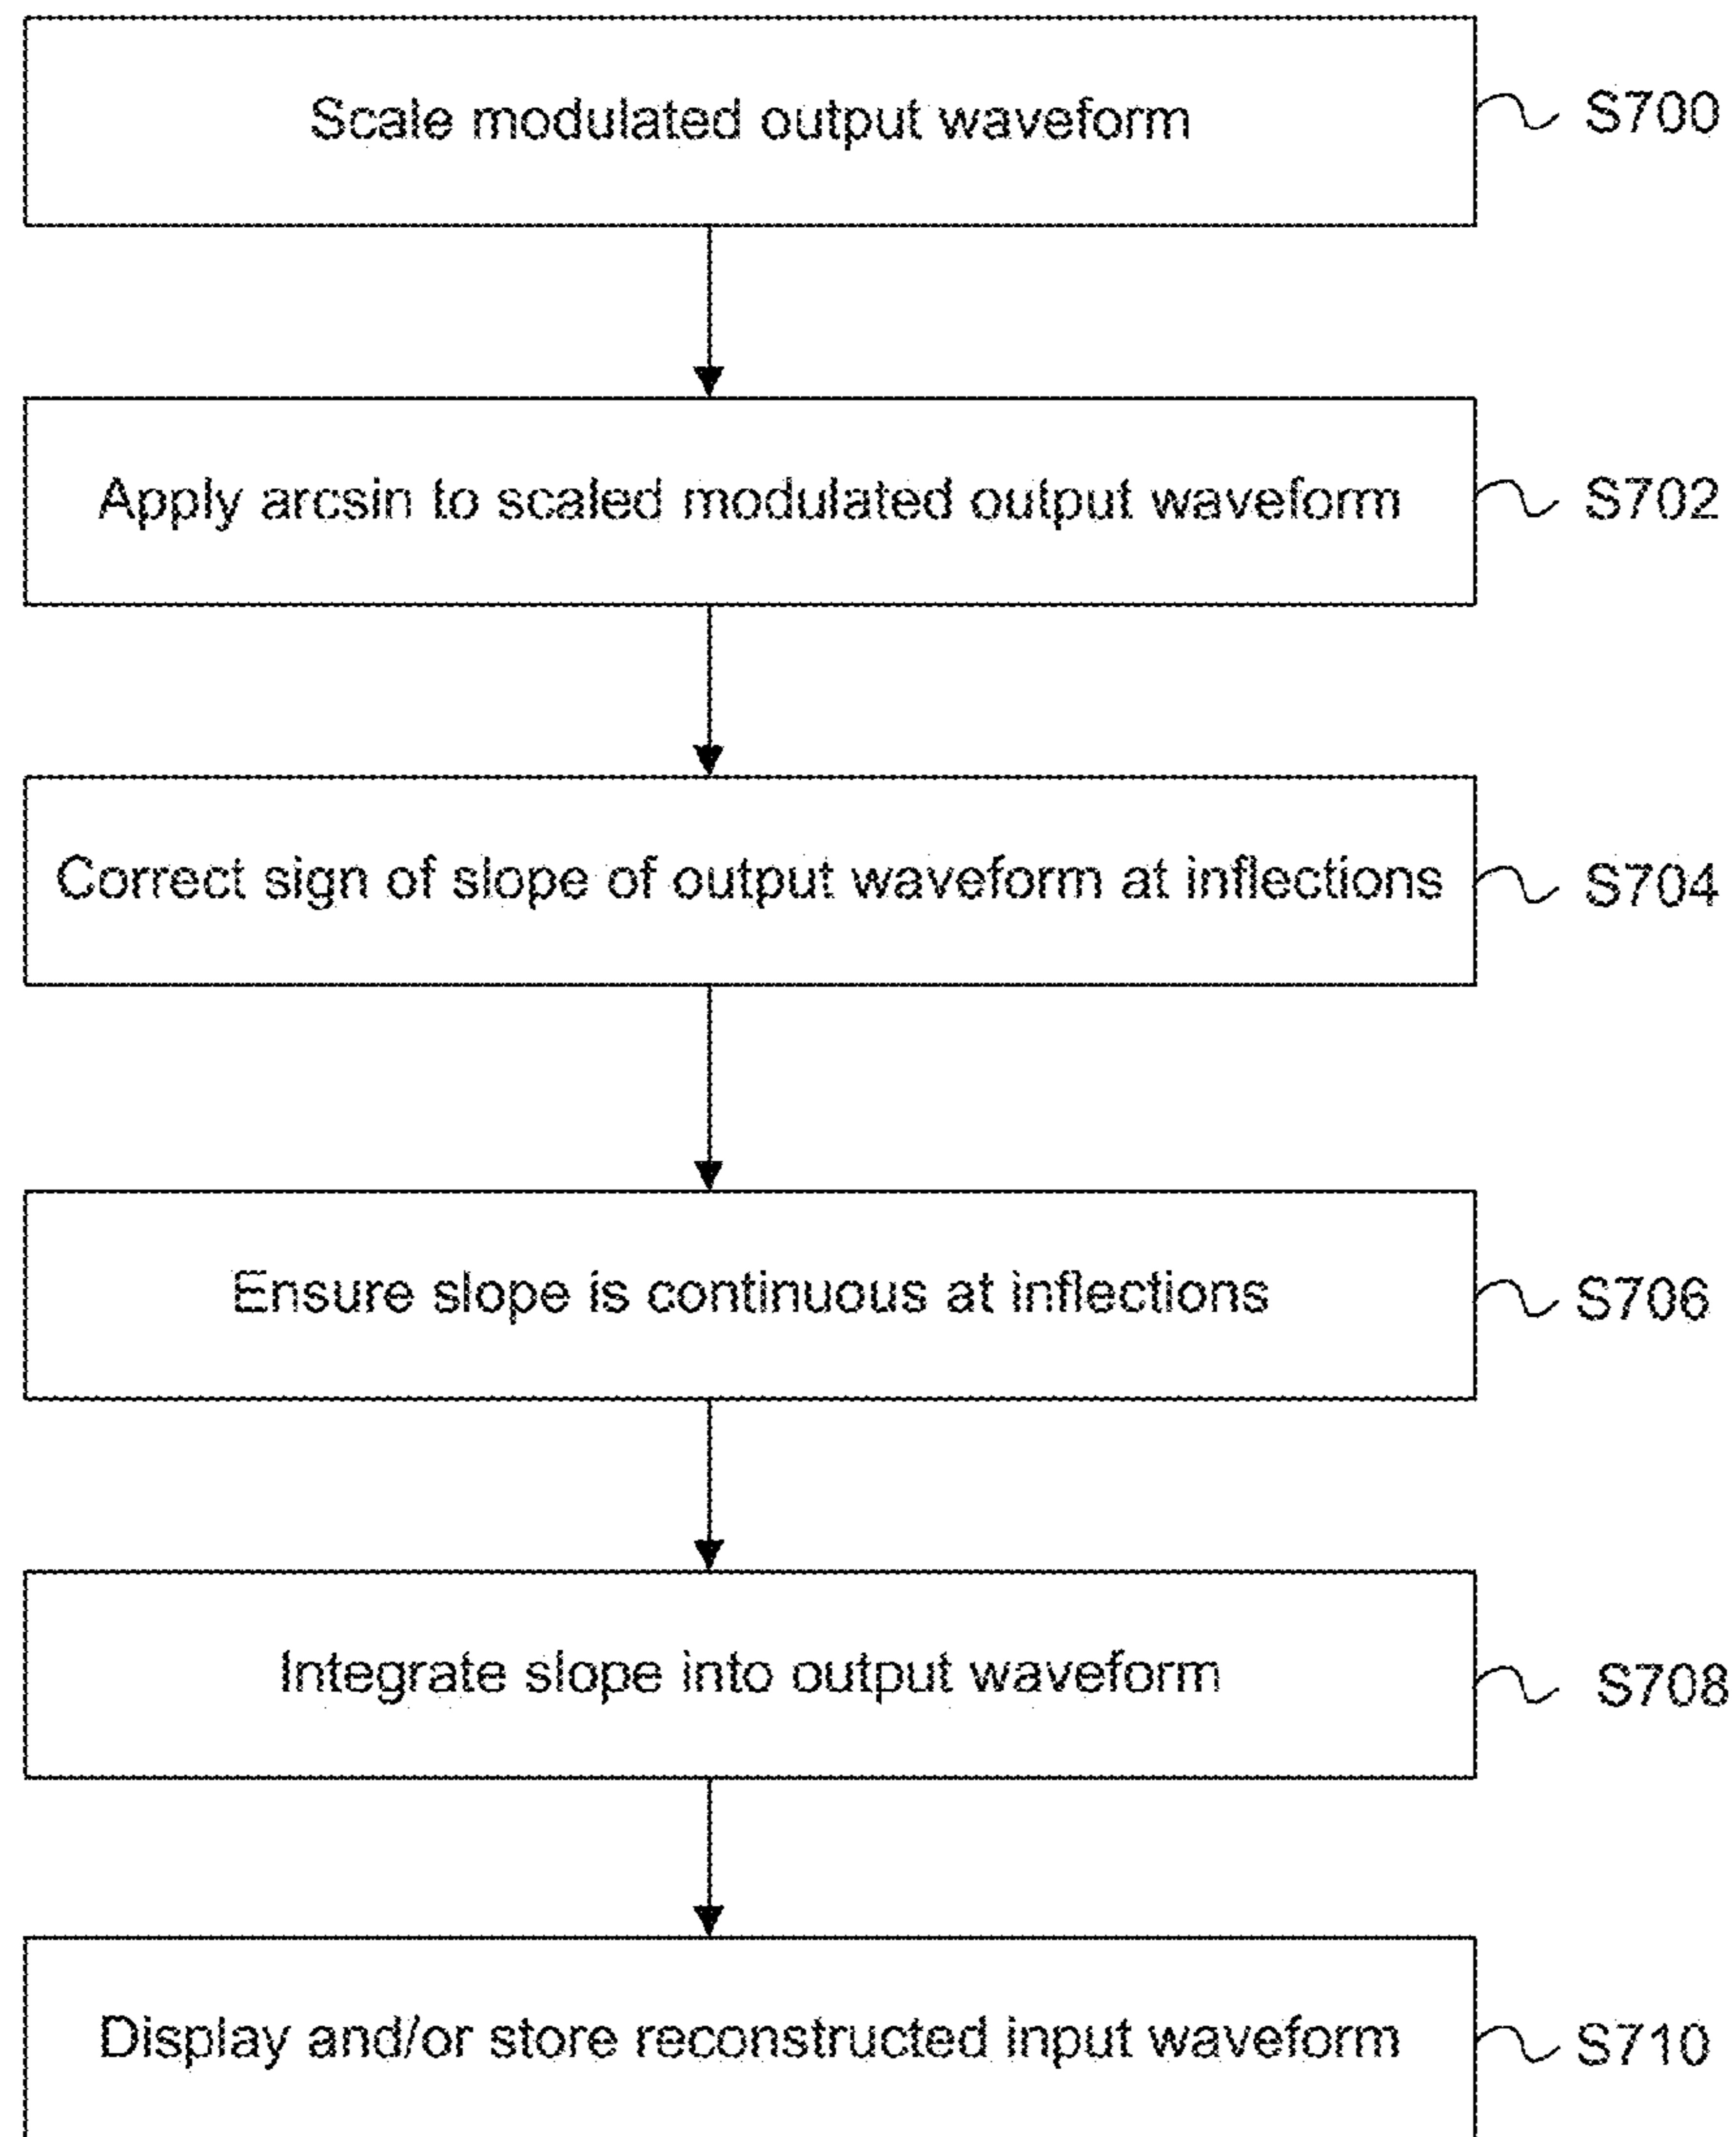 Scale modulated output waveform
S700
Apply arcsin to scaled modulated output waveform
S702
Correct sign of slope of output waveform at inflections
S704
Ensure slope is continuous at inflections
S706
Integrate slope into output waveform
S708
Display and/or store reconstructed input waveform
S710